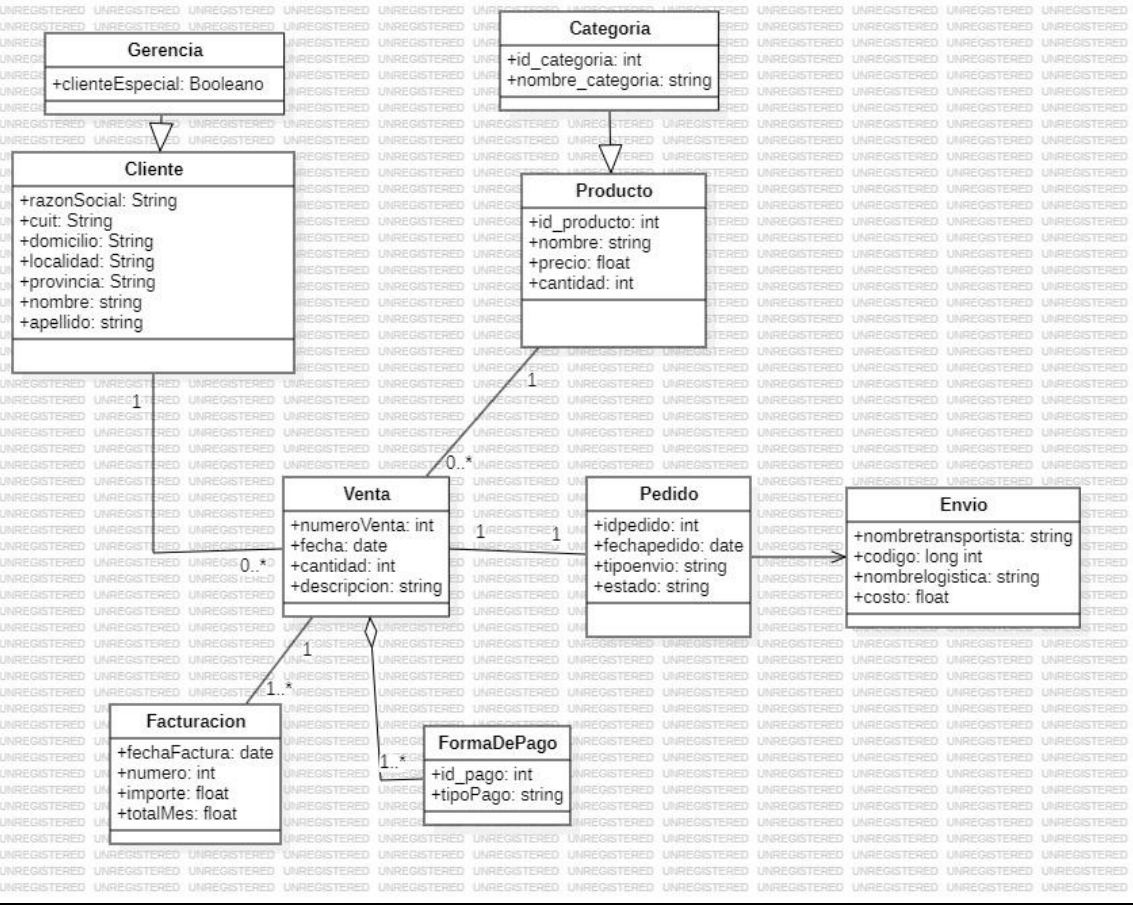 Gerencia
+clienteEspecial: Booleano
Categoria
+id_categoria: int
+nombre_categoria: string
Cliente
+razonSocial: String
+cuit: String
+domicilio: String
+localidad: String
+provincia: String
+nombre: string
+apellido: string
Producto
+id_producto: int
+nombre: string
+precio: float
+cantidad: int
1
1
0..*
Venta
+numeroVenta: int
+fecha: date
+cantidad: int
+descripcion: string
1
1
0..*
Pedido
+idpedido: int
+fechapedido: date
+tipoenvio: string
+estado: string
Envio
+nombretransportista: string
+codigo: long int
+nombrelogistica: string
+costo: float
1
1..*
Facturacion
+fechaFactura: date
+numero: int
+importe: float
+totalMes: float
1..*
FormaDePago
+id_pago: int
+tipoPago: string
UNREGISTERED